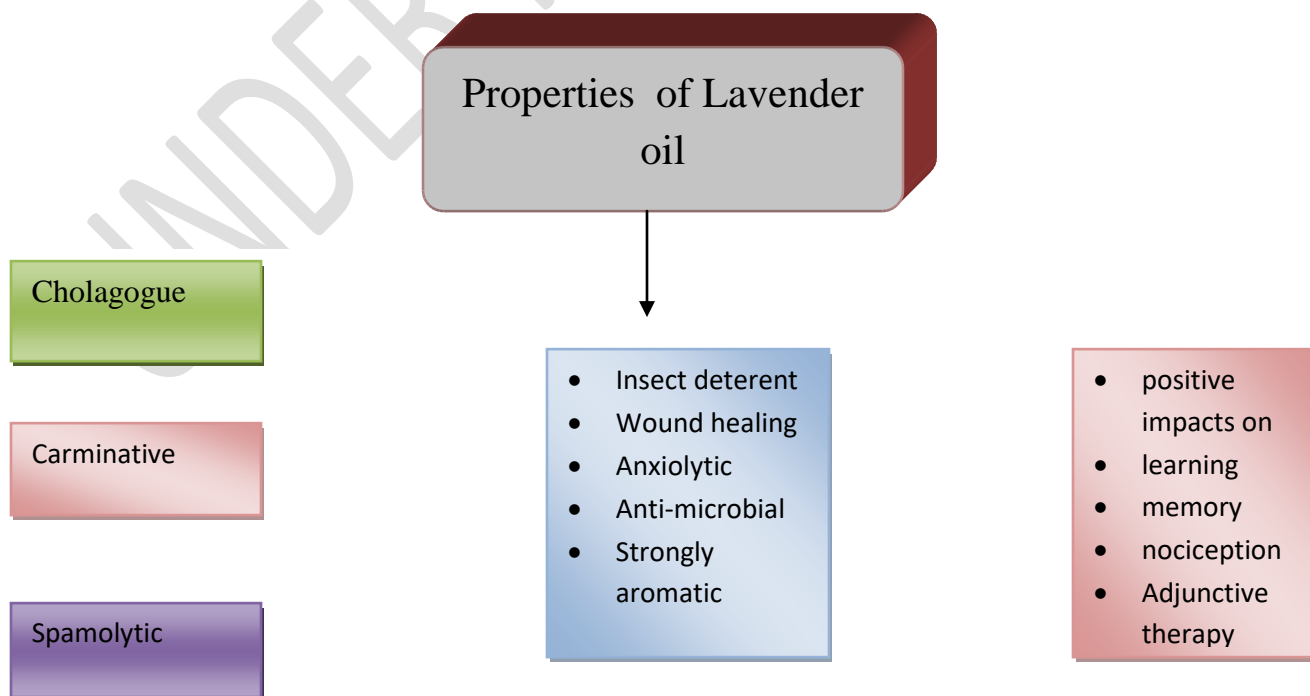 Properties of Lavender
oil
Cholagogue
Carminative
Spamolytic
• Insect deterent
• Wound healing
• Anxiolytic
• Anti-microbial
• Strongly
aromatic
• positive
impacts on
• learning
• memory
• nociception
• Adjunctive
therapy